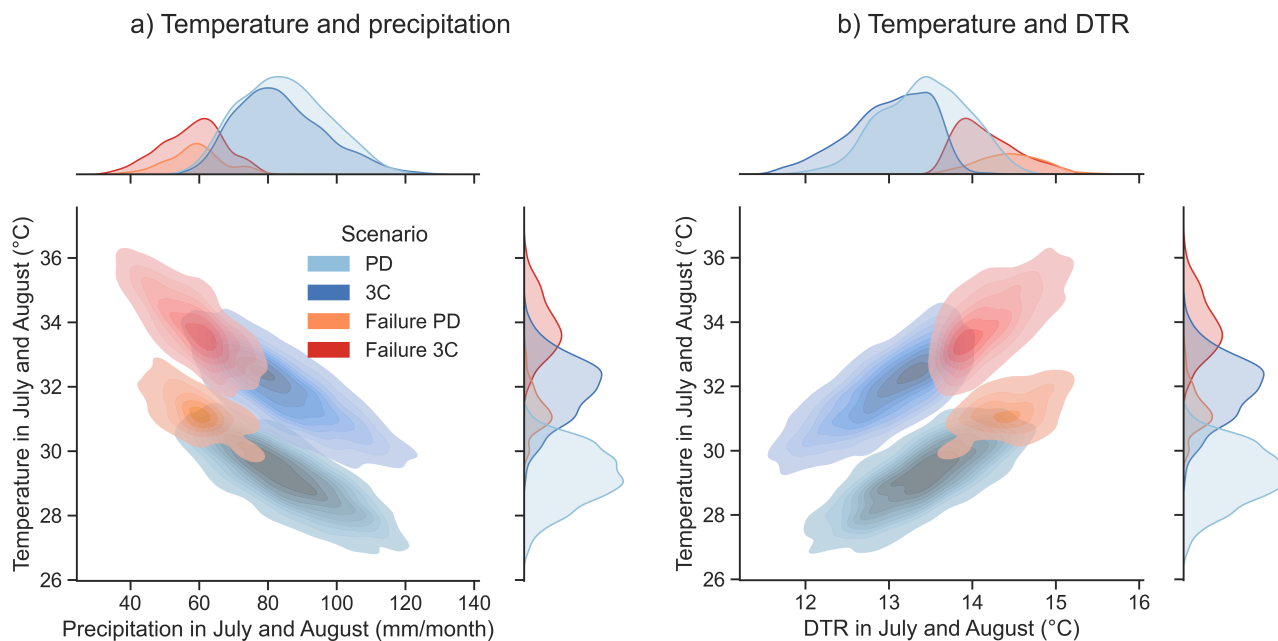 a) Temperature and precipitation
b) Temperature and DTR
Temperature in July and August (°C)
36
34
32
30
28
26
Scenario
PD
3C
Failure PD
Failure 3C
40 60 80 100 120 140
Precipitation in July and August (mm/month)
Temperature in July and August (°C)
36
34
32
30
28
26
12 13 14 15 16
DTR in July and August (°C)